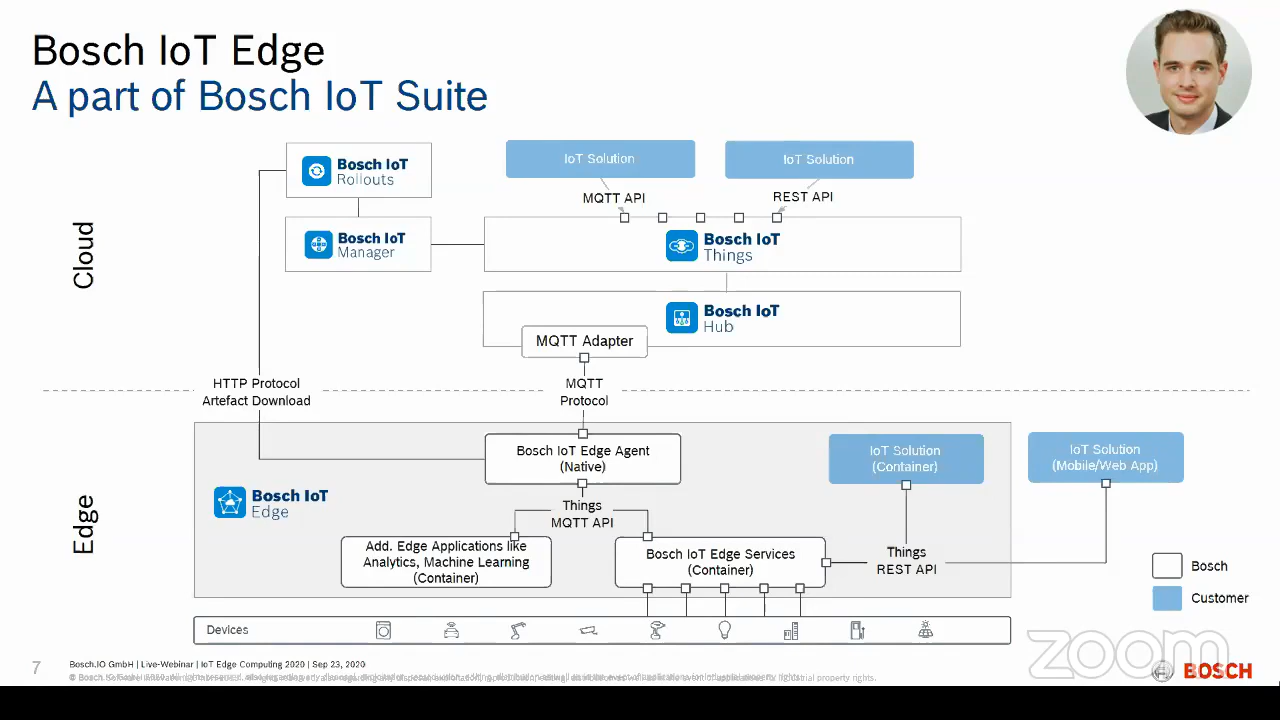 Bosch IoT Edge
A part of Bosch IoT Suite
Cloud
Bosch IoT
Rollouts
IoT Solution
IoT Solution
MQTT API
REST API
Bosch IoT
Manager
Bosch IoT
Things
Bosch IoT
Hub
MQTT Adapter
HTTP Protocol
Artefact Download
MQTT
Protocol
Edge
Bosch IoT Edge Agent
(Native)
IoT Solution
(Container)
IoT Solution
(Mobile/Web App)
Bosch IoT
Edge
Things
MQTT API
Add. Edge Applications like
Analytics, Machine Learning
(Container)
Bosch IoT Edge Services
(Container)
Things
REST API
Bosch
Customer
Devices
7
Bosch.IO GmbH | Live-Webinar | IoT Edge Computing 2020 | Sep 23, 2020
zoom
BOSCH